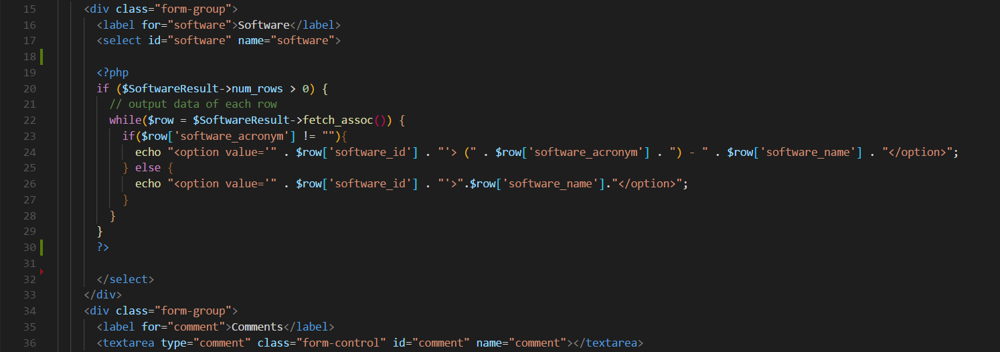 15 <div class="form-group">
16 <label for="software">Software</label>
17 <select id="software" name="software">
18
19 <?php
20 if ($SoftwareResult->num_rows > 0) {
21 // output data of each row
22 while($row = $SoftwareResult->fetch_assoc()) {
23 if($row['software_acronym'] != ""){
24 echo "<option value='" . $row['software_id'] . "'> (" . $row['software_acronym'] . ") - " . $row['software_name'] . "</option>";
25 } else {
26 echo "<option value='" . $row['software_id'] . "'>".$row['software_name']."</option>";
27 }
28 }
29 }
30 ?>
31
32 </select>
33 </div>
34 <div class="form-group">
35 <label for="comment">Comments</label>
36 <textarea type="comment" class="form-control" id="comment" name="comment"></textarea>